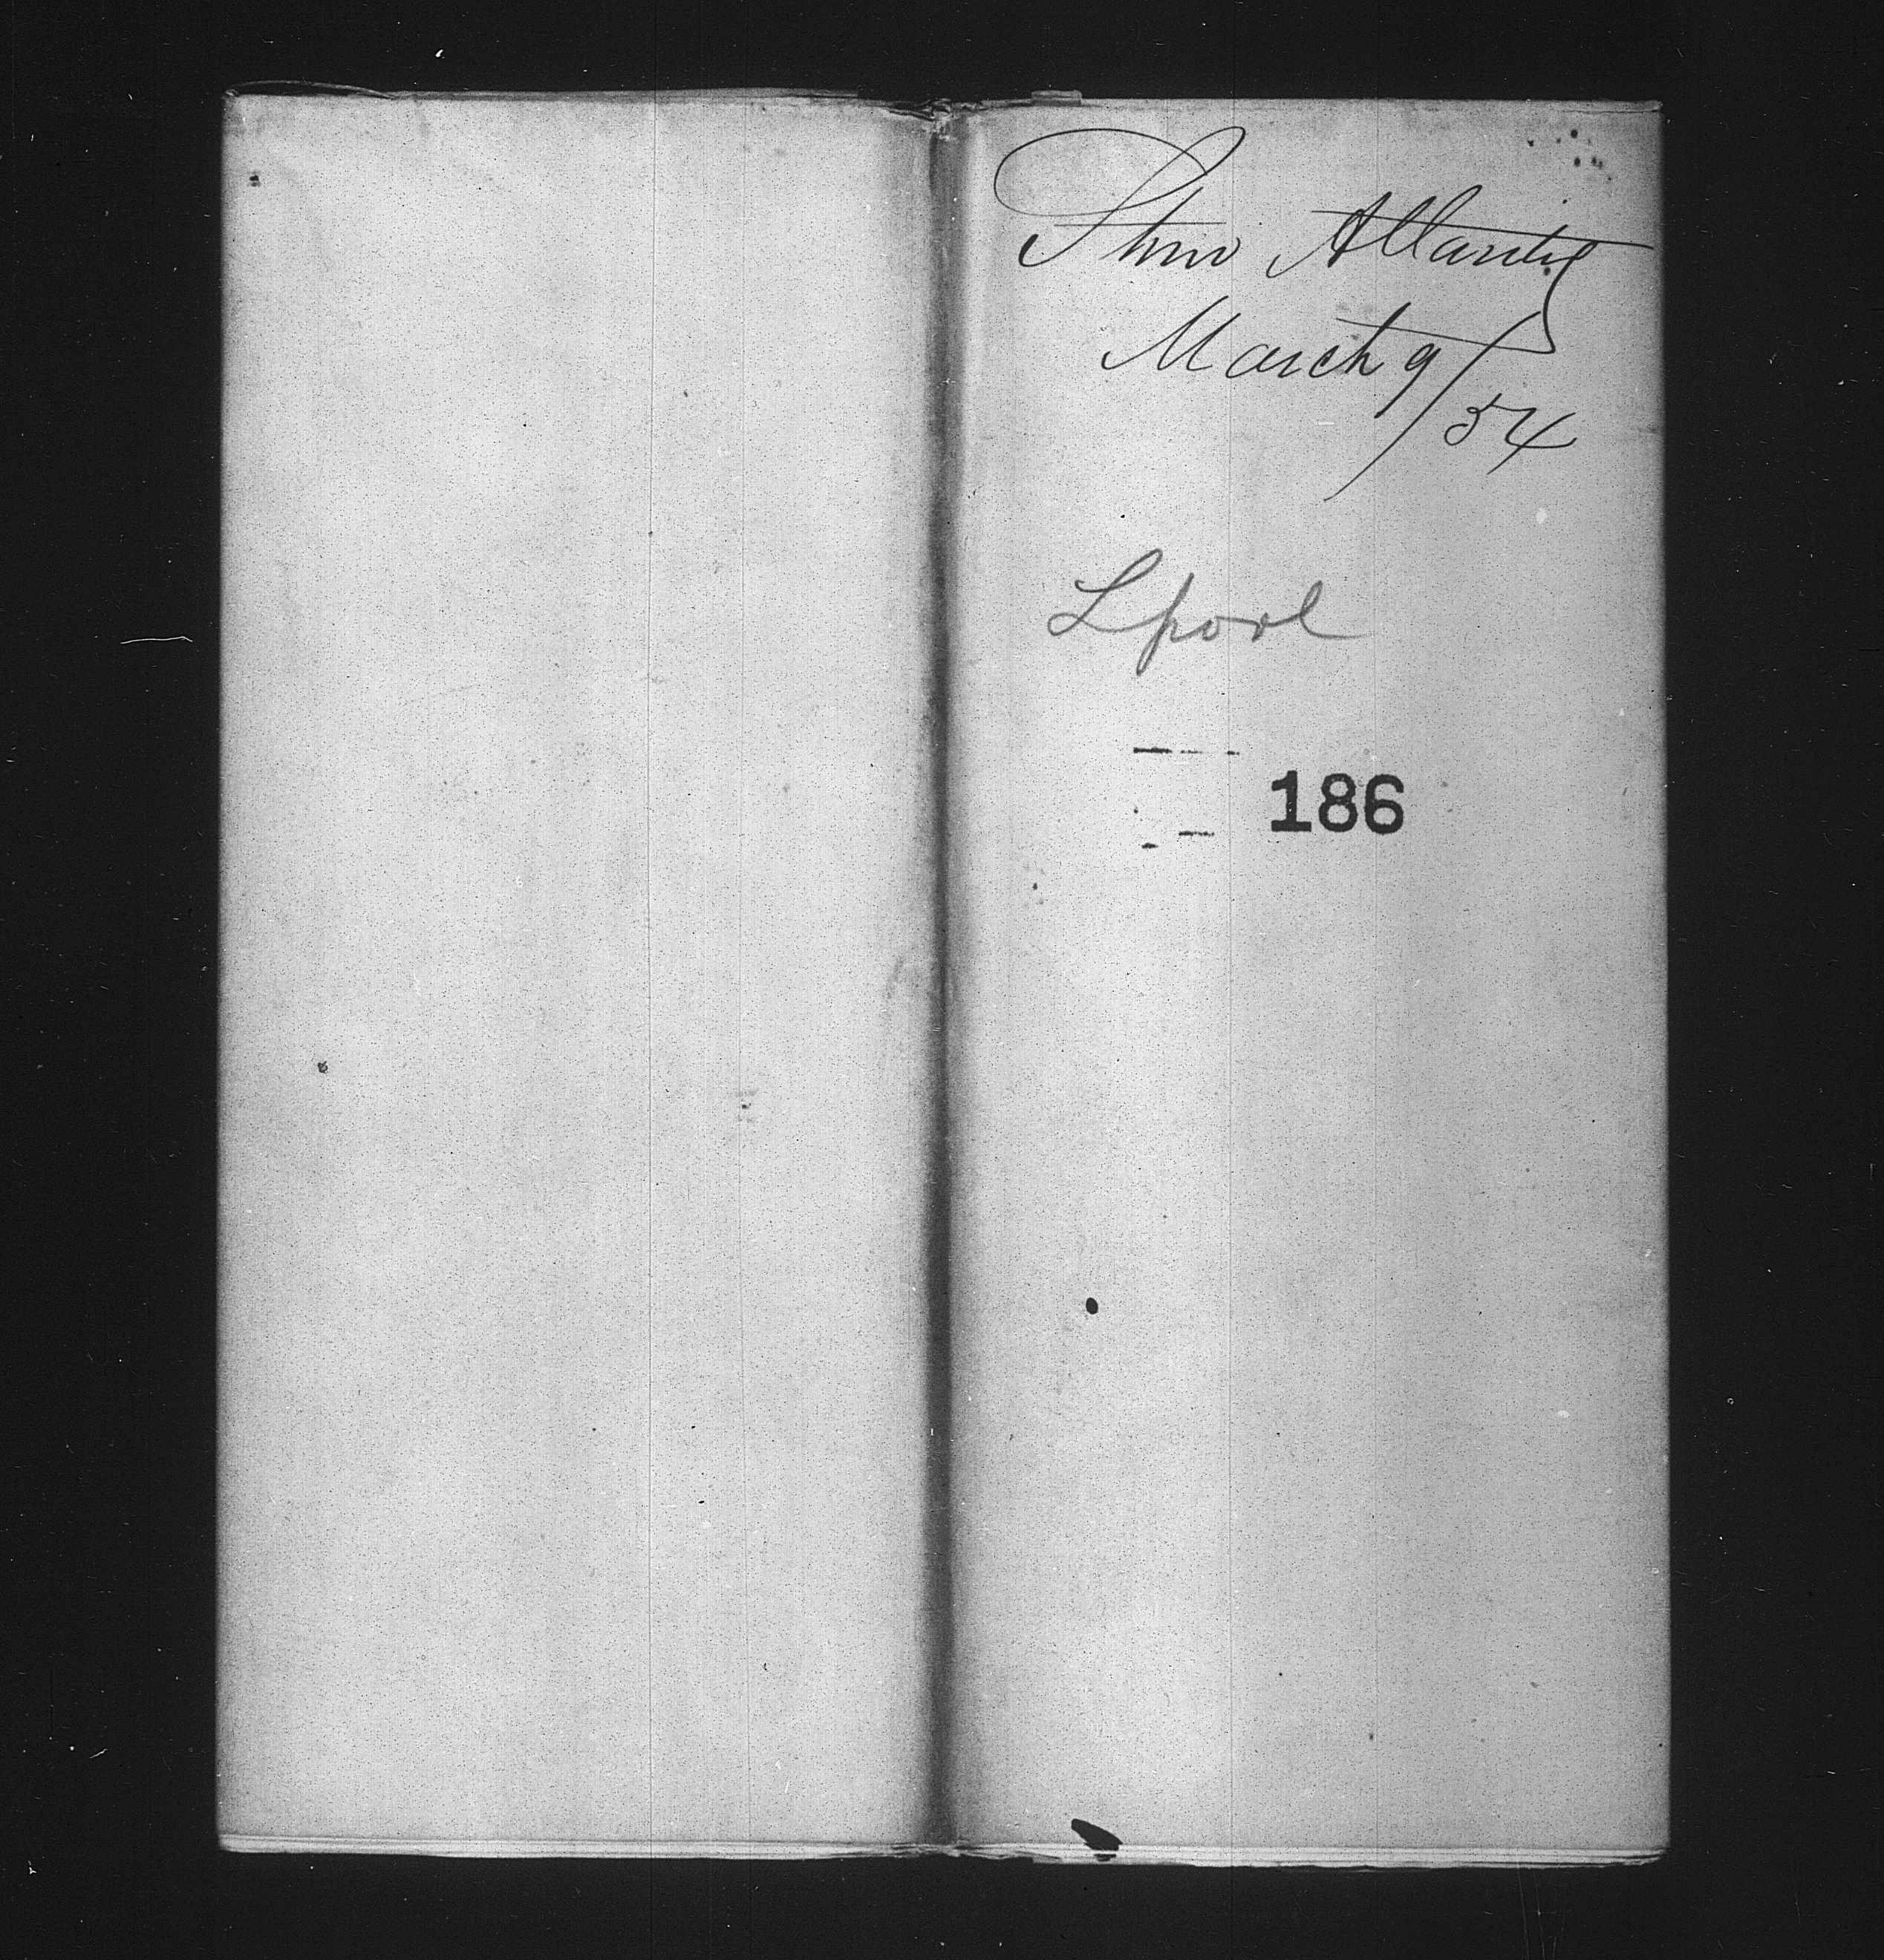 Stmr Atlantic
March 9/54
Lpool
186